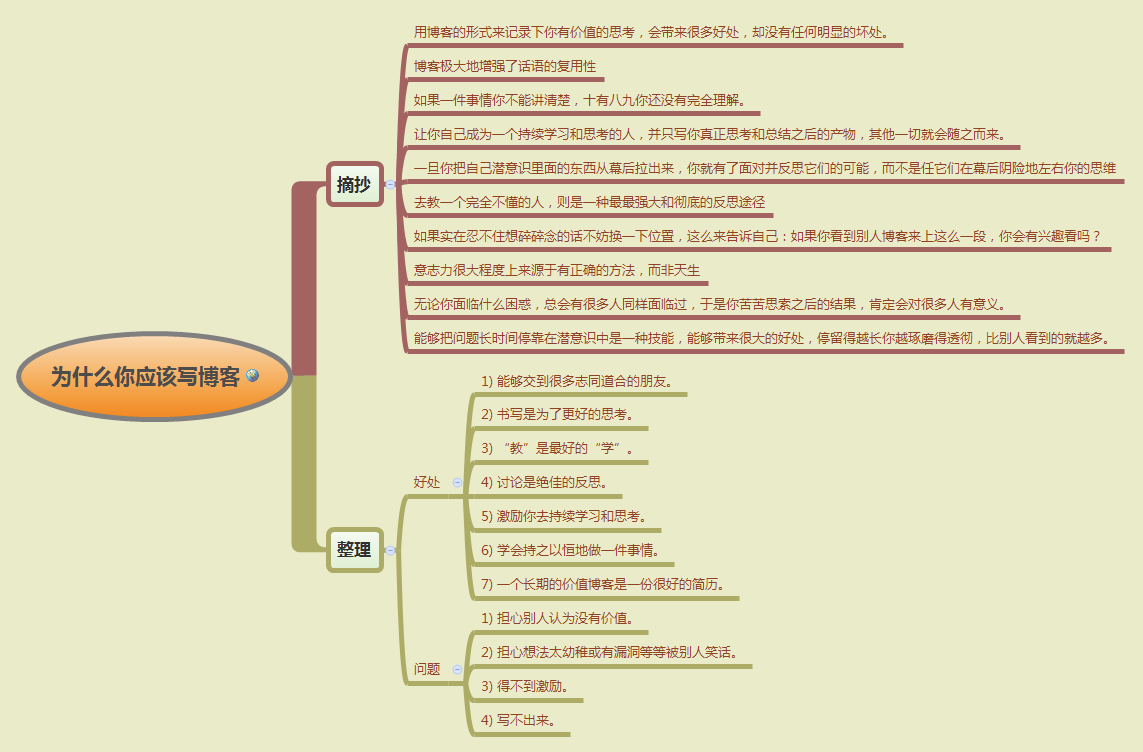 为什么你应该写博客
摘抄
用博客的形式来记录下你有价值的思考，会带来很多好处，却没有任何明显的坏处。
博客极大地增强了话语的复用性
如果一件事情你不能讲清楚，十有八九你还没有完全理解。
让你自己成为一个持续学习和思考的人，并只写你真正思考和总结之后的产物，其他一切就会随之而来。
一旦你把自己潜意识里面的东西从幕后拉出来，你就有了面对并反思它们的可能，而不是任它们在幕后阴险地左右你的思维
去教一个完全不懂的人，则是一种最最强大和彻底的反思途径
如果实在忍不住想碎碎念的话不妨换一下位置，这么来告诉自己：如果你看到别人博客来上这么一段，你会有兴趣看吗？
意志力很大程度上来源于有正确的方法，而非天生
无论你面临什么困惑，总会有很多人同样面临过，于是你苦苦思索之后的结果，肯定会对很多人有意义。
能够把问题长时间停靠在潜意识中是一种技能，能够带来很大的好处，停留得越长你越琢磨得透彻，比别人看到的就越多。
整理
好处
1) 能够交到很多志同道合的朋友。
2) 书写是为了更好的思考。
3) “教”是最好的“学”。
4) 讨论是绝佳的反思。
5) 激励你去持续学习和思考。
6) 学会持之以恒地做一件事情。
7) 一个长期的价值博客是一份很好的简历。
问题
1) 担心别人认为没有价值。
2) 担心想法太幼稚或有漏洞等等被别人笑话。
3) 得不到激励。
4) 写不出来。